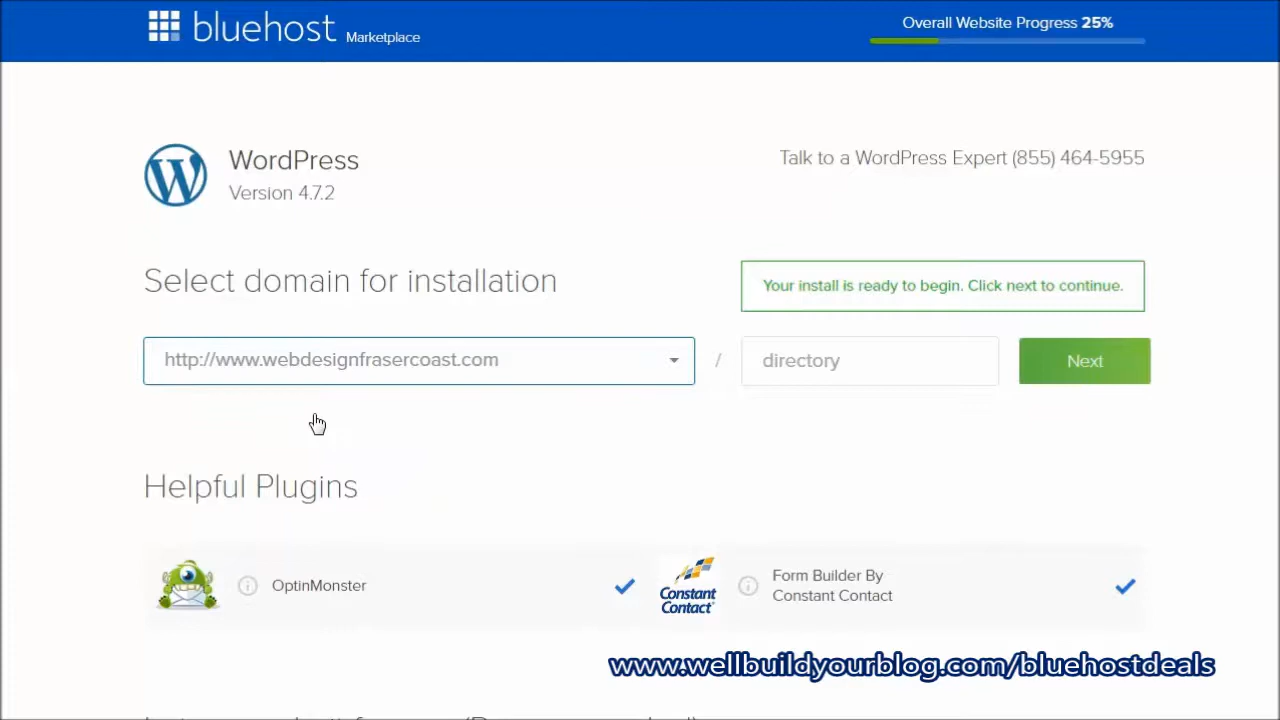 bluehost Marketplace
Overall Website Progress 25%
WordPress
Version 4.7.2
Talk to a WordPress Expert (855) 464-5955
Select domain for installation
Your install is ready to begin. Click next to continue.
http://www.webdesignfrasercoast.com
/
directory
Next
Helpful Plugins
OptinMonster
Constant
Contact
Form Builder By
Constant Contact
www.wellbuildyourblog.com/bluehostdeals